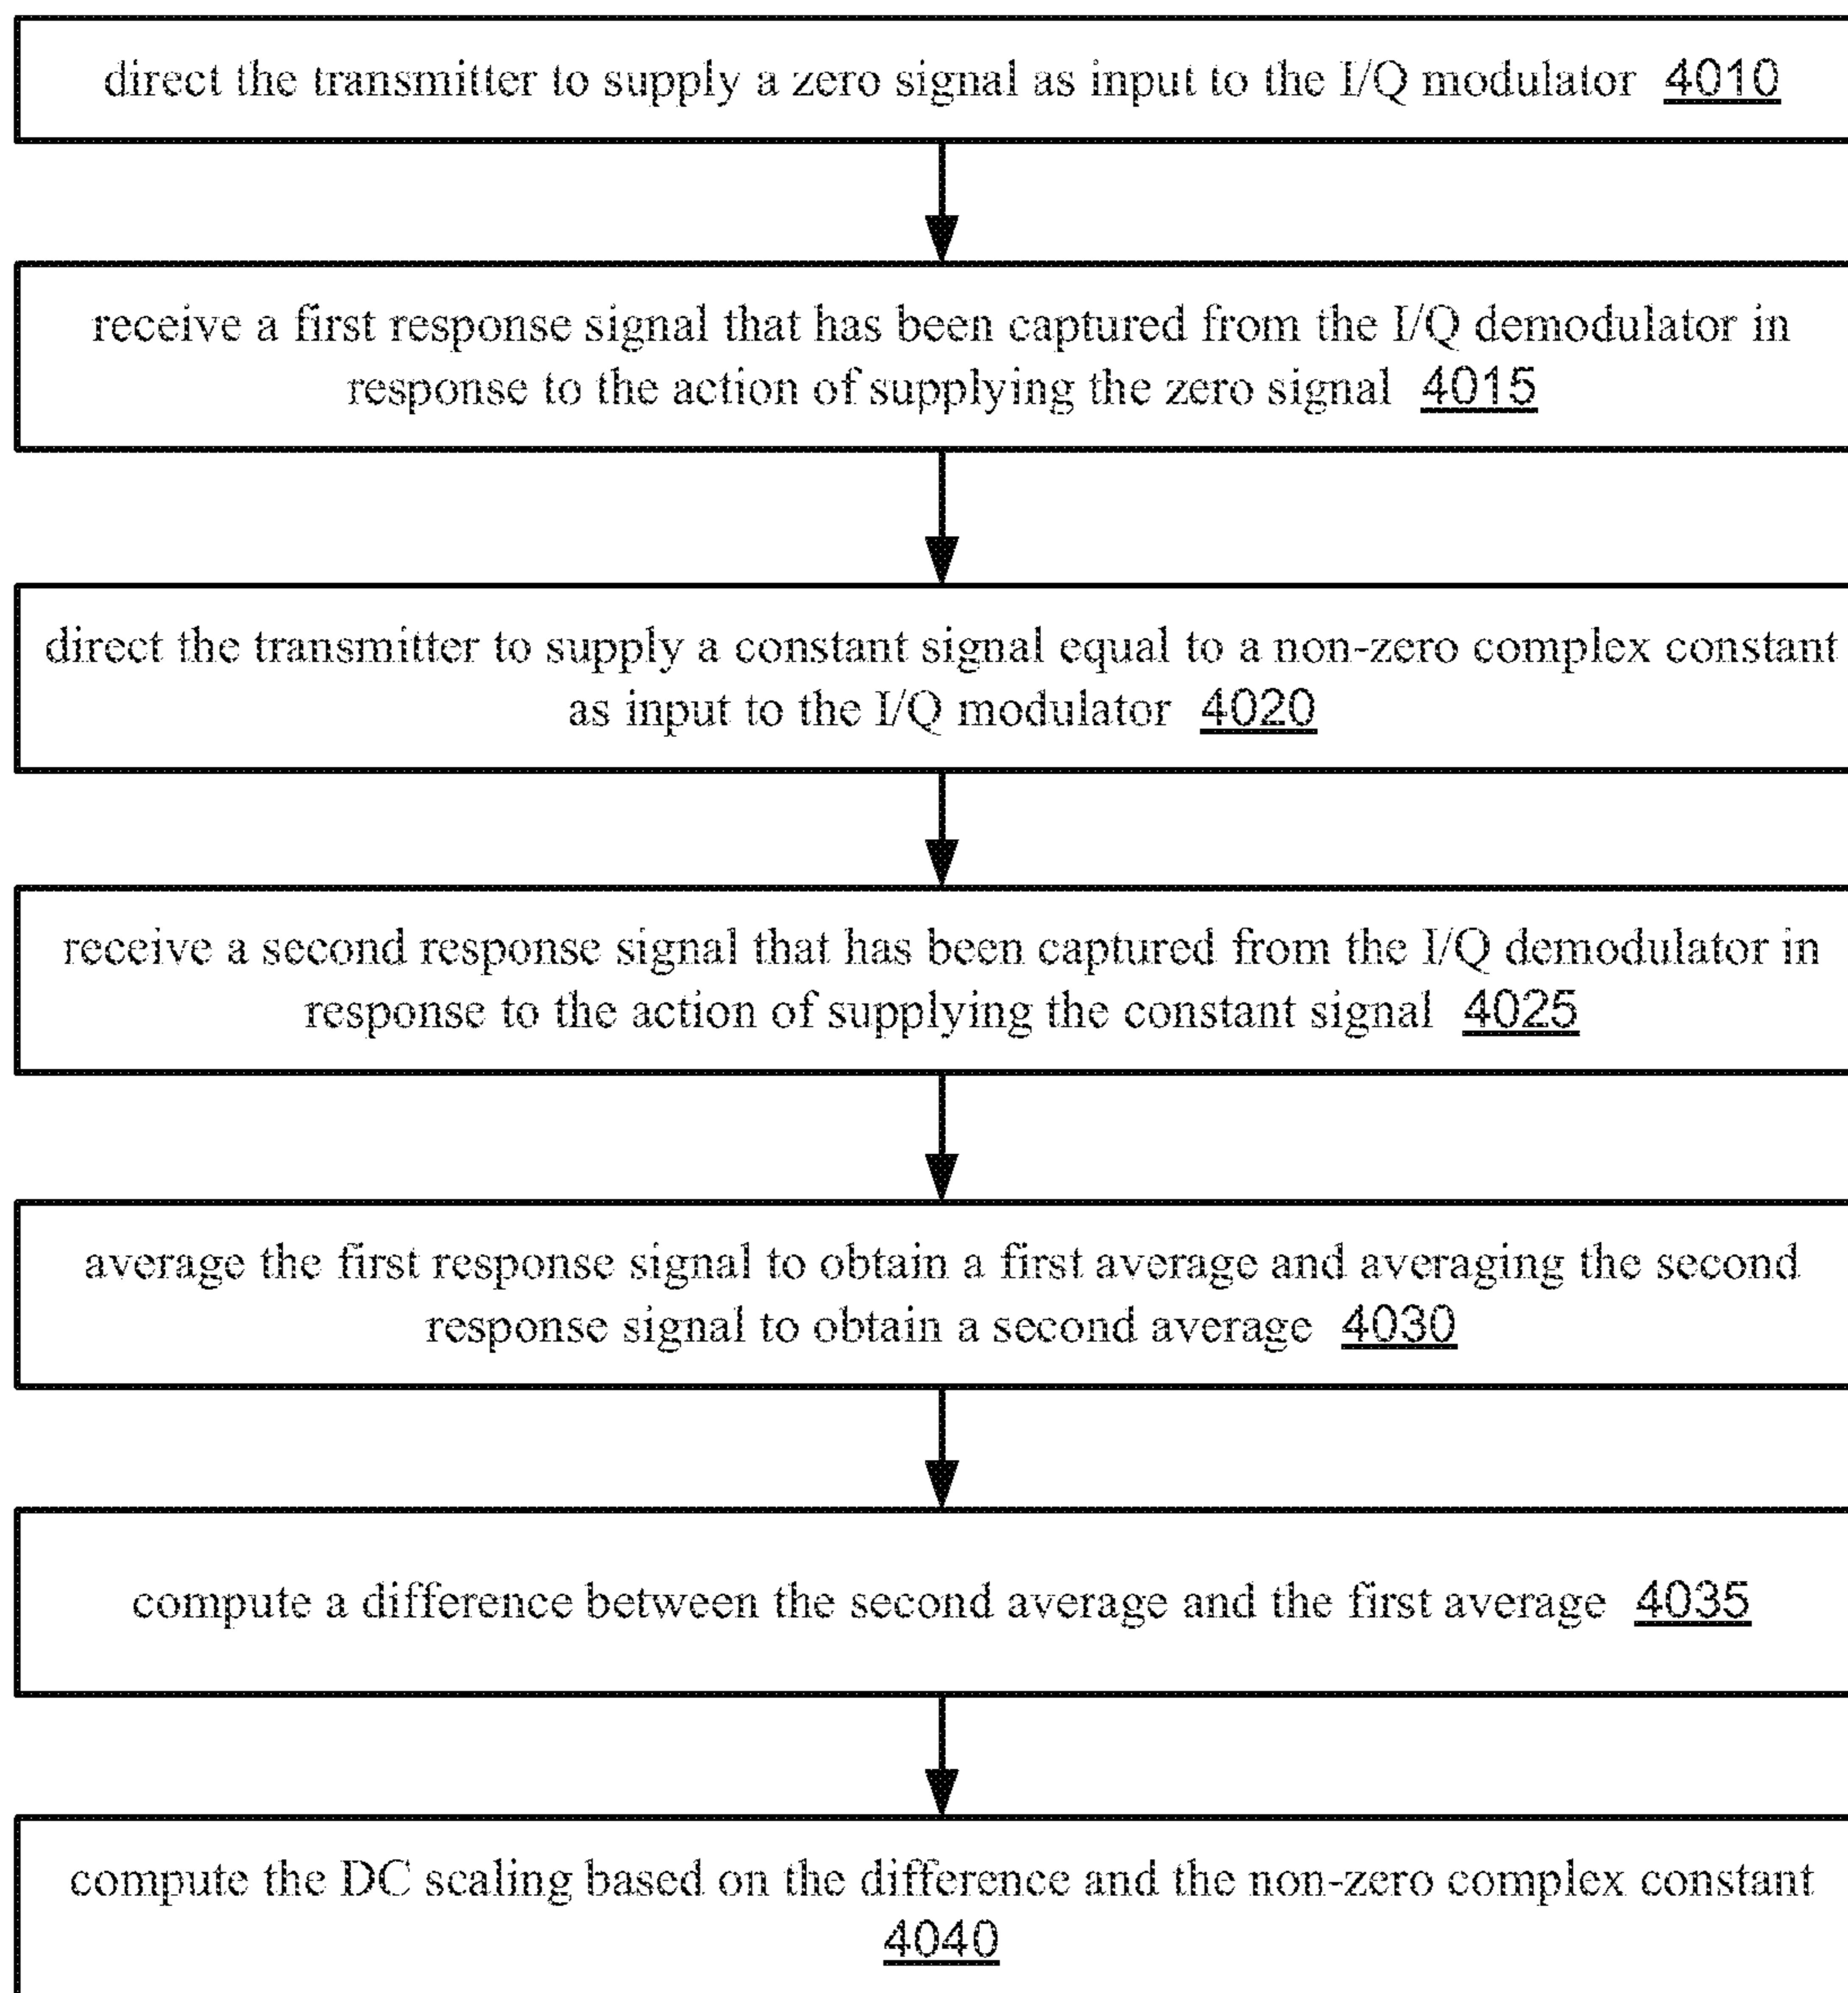 direct the transmitter to supply a zero signal as input to the I/Q modulator 4010
receive a first response signal that has been captured from the I/Q demodulator in
response to the action of supplying the zero signal 4015
direct the transmitter to supply a constant signal equal to a non-zero complex constant
as input to the I/Q modulator 4020
receive a second response signal that has been captured from the I/Q demodulator in
response to the action of supplying the constant signal 4025
average the first response signal to obtain a first average and averaging the second
response signal to obtain a second average 4030
compute a difference between the second average and the first average 4035
compute the DC scaling based on the difference and the non-zero complex constant
4040